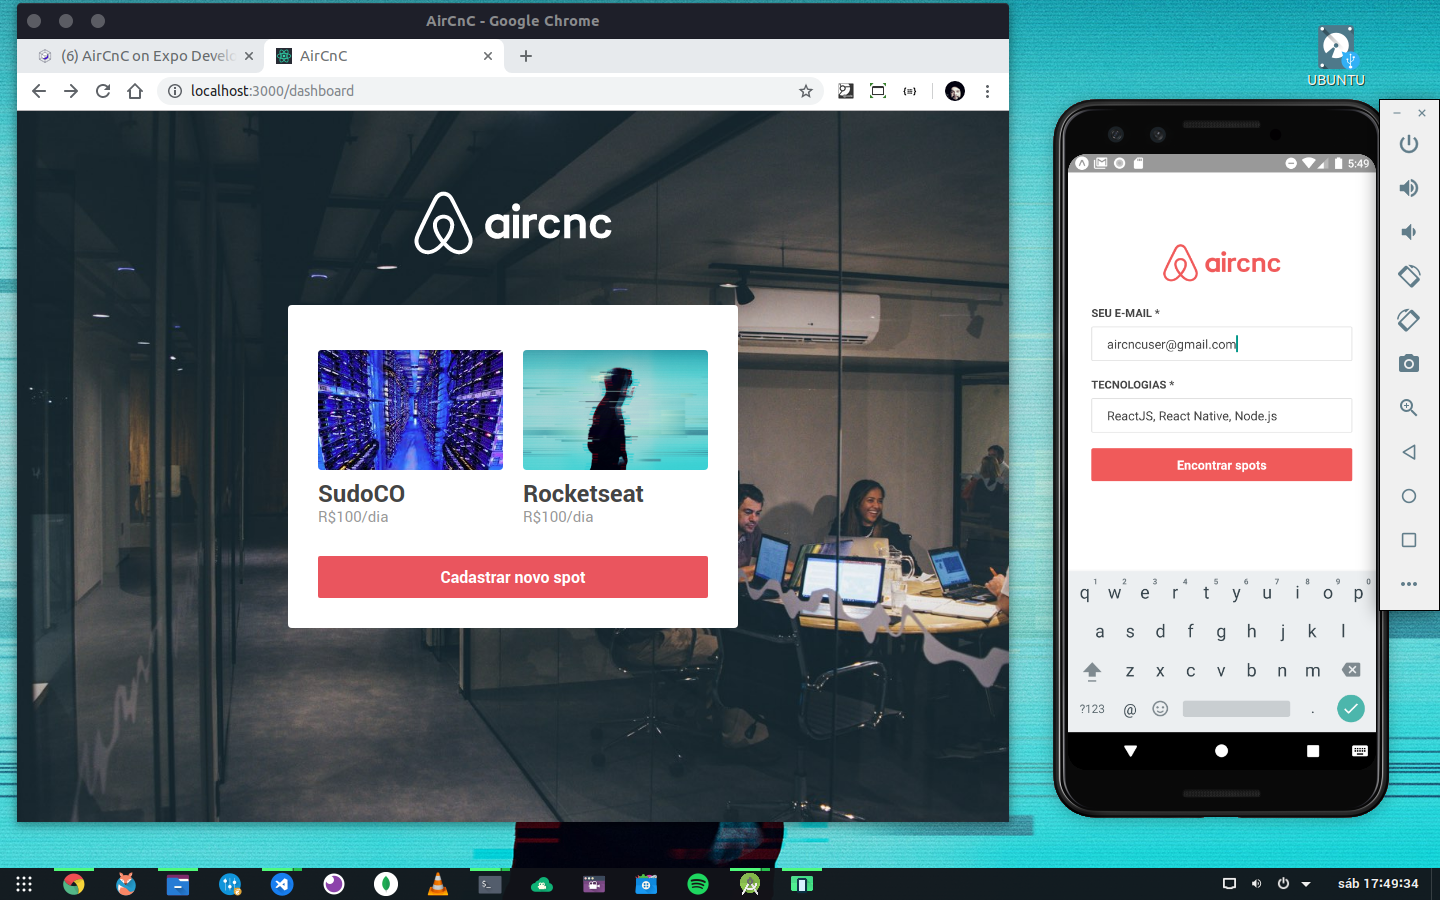 AirCnC - Google Chrome
(6) AirCnC on Expo Develo
AirCnC
localhost:3000/dashboard
aircnc
SudoCO
R$100/dia
Rocketseat
R$100/dia
Cadastrar novo spot
UBUNTU
5:49
aircnc
SEU E-MAIL *
aircncuser@gmail.com
TECNOLOGIAS *
ReactJS, React Native, Node.js
Encontrar spots
1 2 3 4 5 6 7 8 9 0
q w e r t y u i o p
a s d f g h j k l
z x c v b n m
?123 @ .
sáb 17:49:34